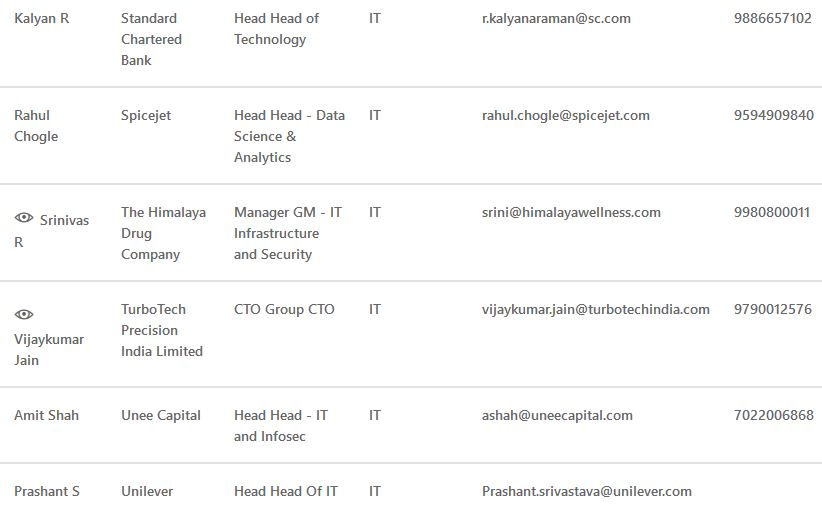 Kalyan R Standard Head Head of IT r.kalyanaraman@sc.com 9886657102
Chartered Technology
Bank
Rahul Spicejet Head Head - Data IT rahul.chogle@spicejet.com 9594909840
Chogle Science &
Analytics
Srinivas The Himalaya Manager GM - IT IT srini@himalayawellness.com 9980800011
R Drug Infrastructure
Company and Security
TurboTech CTO Group CTO IT vijaykumar.jain@turbotechindia.com 9790012576
Vijaykumar Precision
Jain India Limited
Amit Shah Unee Capital Head Head - IT IT ashah@uneecapital.com 7022006868
and Infosec
Prashant S Unilever Head Head Of IT IT Prashant.srivastava@unilever.com